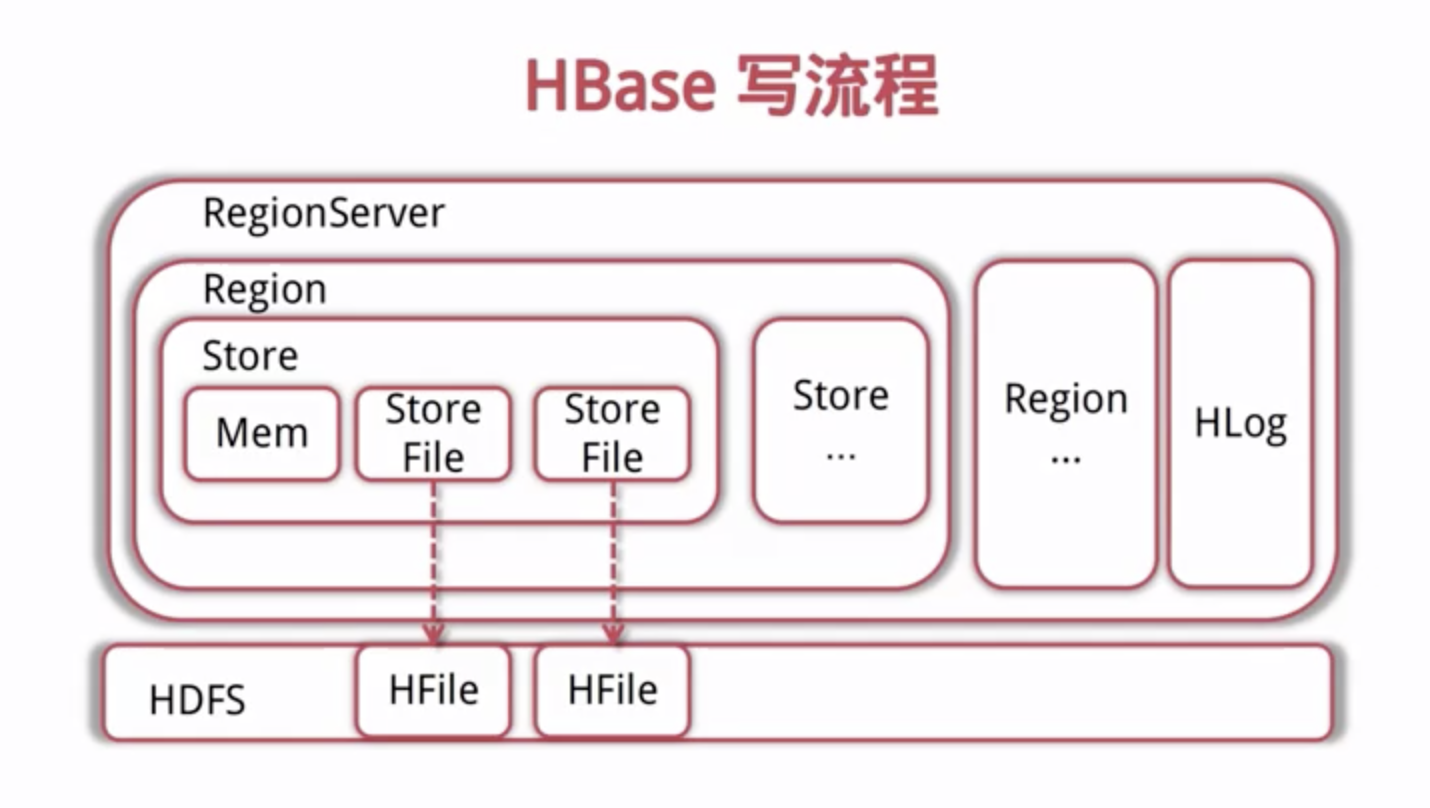 HBase 写流程
RegionServer
Region
Store
Mem
Store
File
Store
File
Store
...
Region
...
HLog
HDFS
HFile
HFile